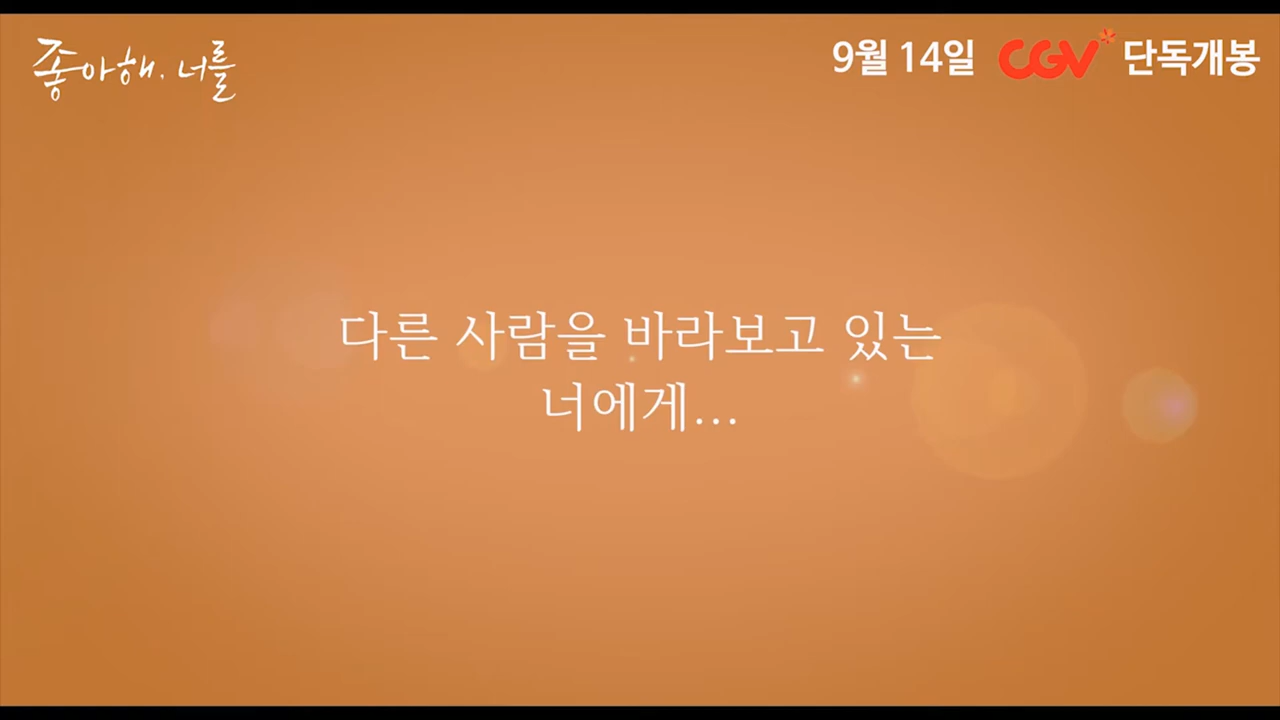 좋아해, 너를
9월 14일 CGV 단독개봉
다른 사람을 바라보고 있는
너에게...